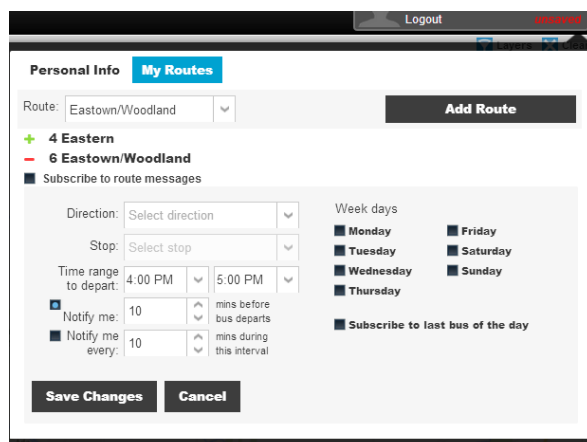 Logout unsaved
Layers Clea
Personal Info My Routes
Route: Eastown/Woodland Add Route
+ 4 Eastern
− 6 Eastown/Woodland
Subscribe to route messages
Direction: Select direction
Stop: Select stop
Time range
to depart: 4:00 PM 5:00 PM
Notify me: 10 mins before
bus departs
Notify me
every: 10 mins during
this interval
Week days
Monday Friday
Tuesday Saturday
Wednesday Sunday
Thursday
Subscribe to last bus of the day
Save Changes Cancel